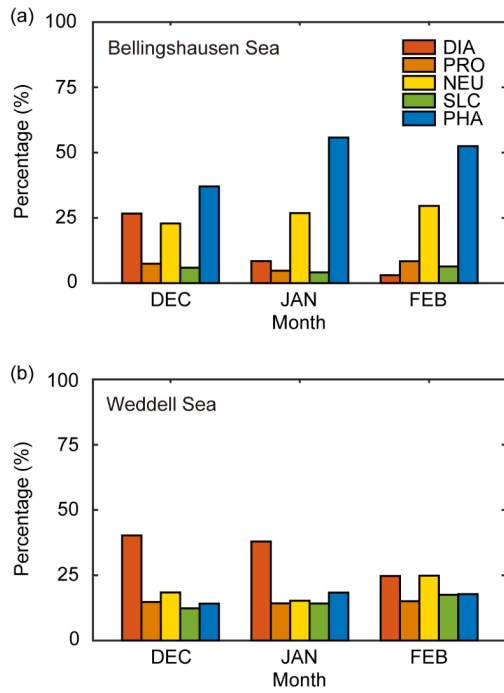 (a)
100
Bellingshausen Sea
DIA
PRO
NEU
SLC
PHA
75
50
25
0
Percentage (%)
DEC JAN FEB
Month
(b)
100
Weddell Sea
75
50
25
0
Percentage (%)
DEC JAN FEB
Month